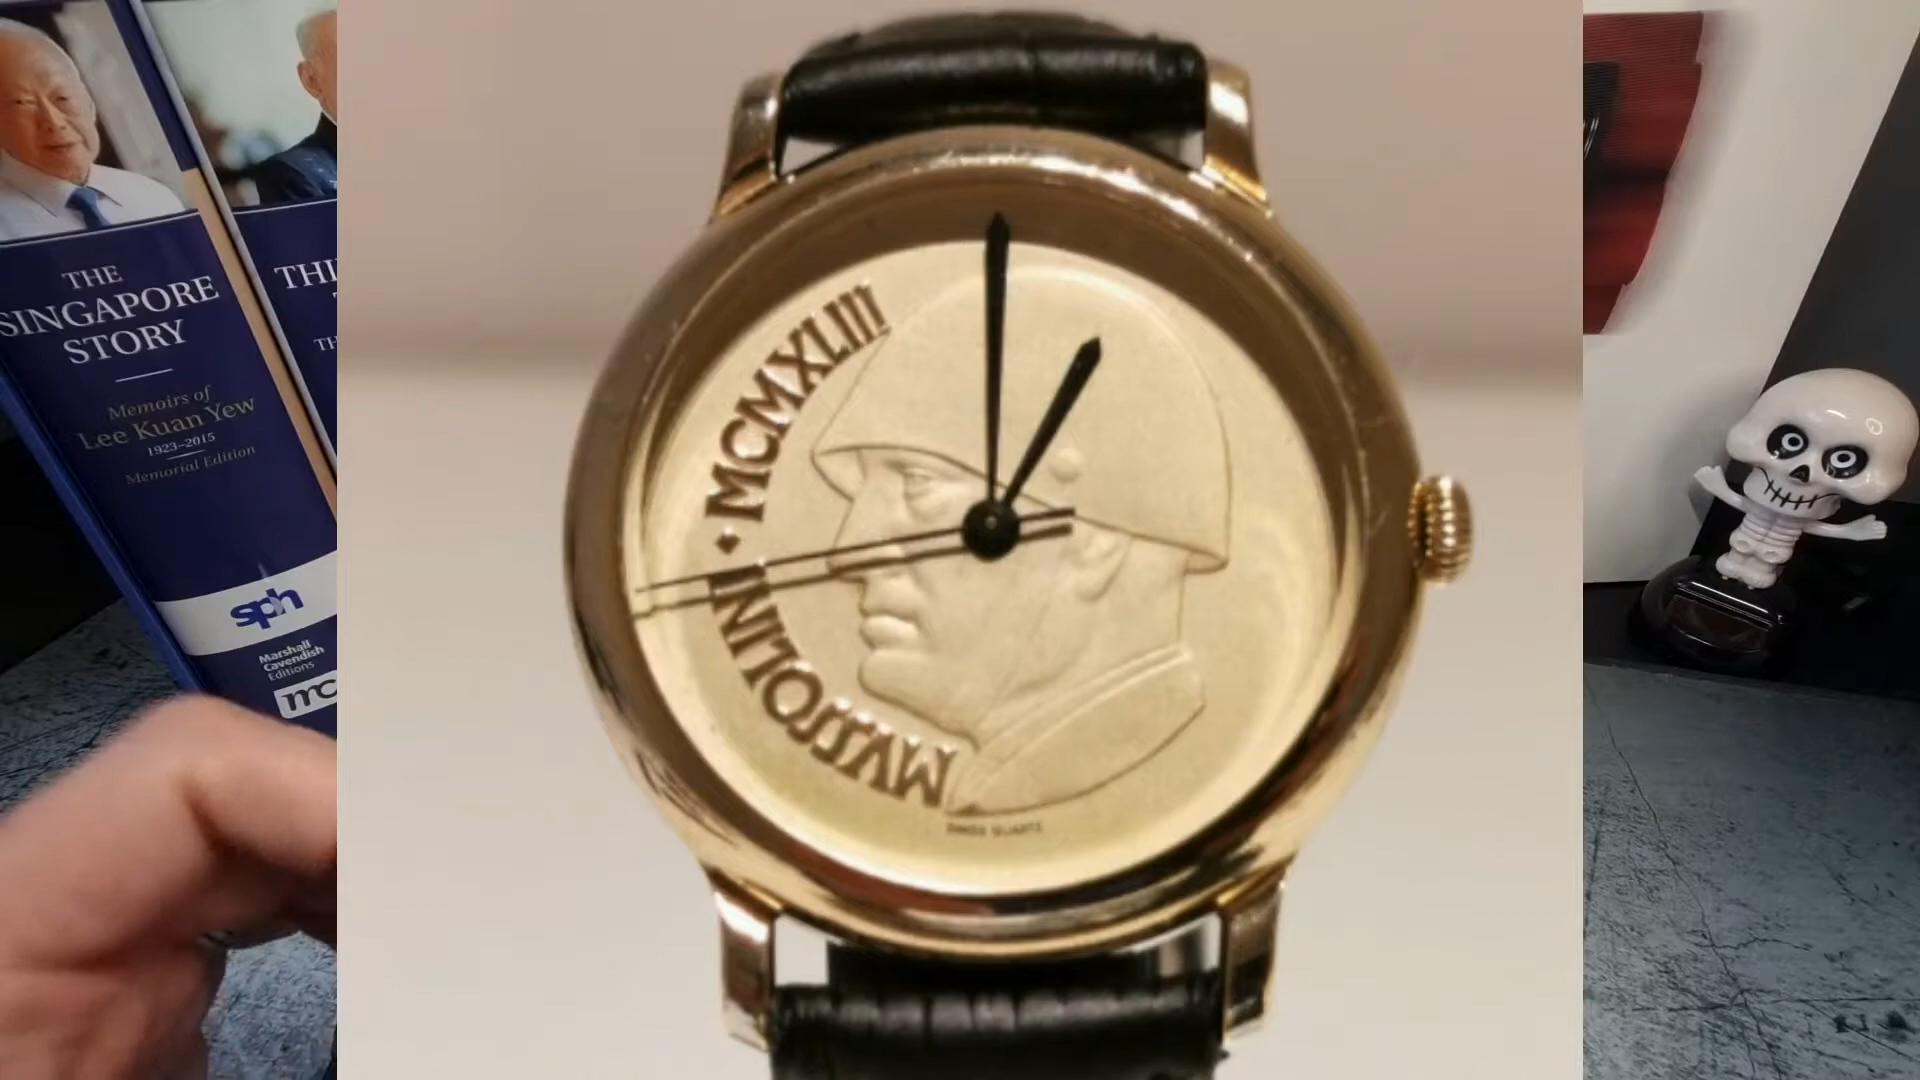 THE
SINGAPORE
STORY
Memoirs of
Lee Kuan Yew
1923–2015
Memorial Edition
sph
Marshall
Cavendish
Editions
mc
MVSSOLINI • MCMXLIII
SWISS QUARTZ